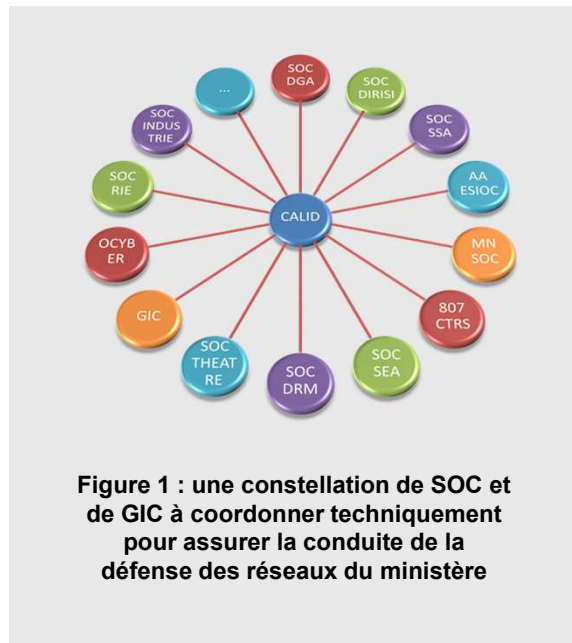 ...
SOC
DGA
SOC
DIRISI
SOC
INDUS
TRIE
SOC
SSA
SOC
RIE
AA
ESIOC
CALID
OCYB
ER
MN
SOC
GIC
807
CTRS
SOC
THEAT
RE
SOC
DRM
SOC
SEA
Figure 1 : une constellation de SOC et
de GIC à coordonner techniquement
pour assurer la conduite de la
défense des réseaux du ministère